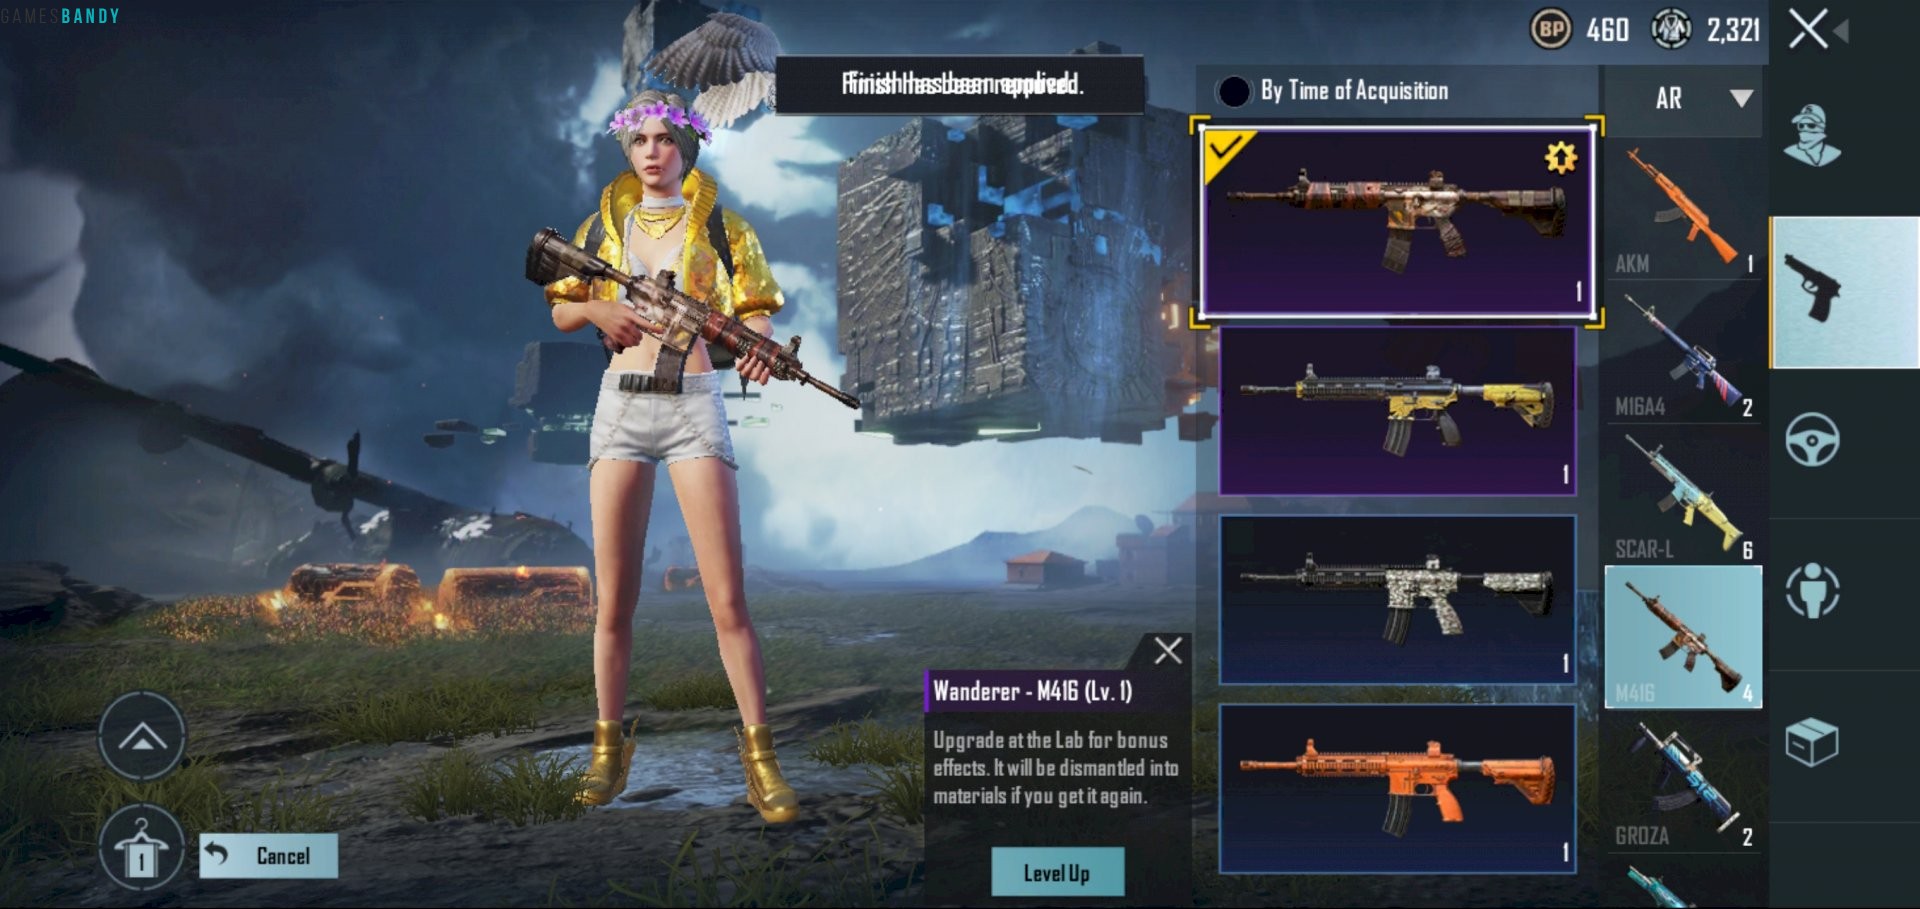 GAMESBANDY
BP 460 2,321
By Time of Acquisition
AR
1
AKM 1
M16A4 2
1
SCAR-L 6
1
M416 4
Wanderer - M416 (Lv. 1)
Upgrade at the Lab for bonus
effects. It will be dismantled into
materials if you get it again.
GROZA 2
1
1
Cancel
Level Up